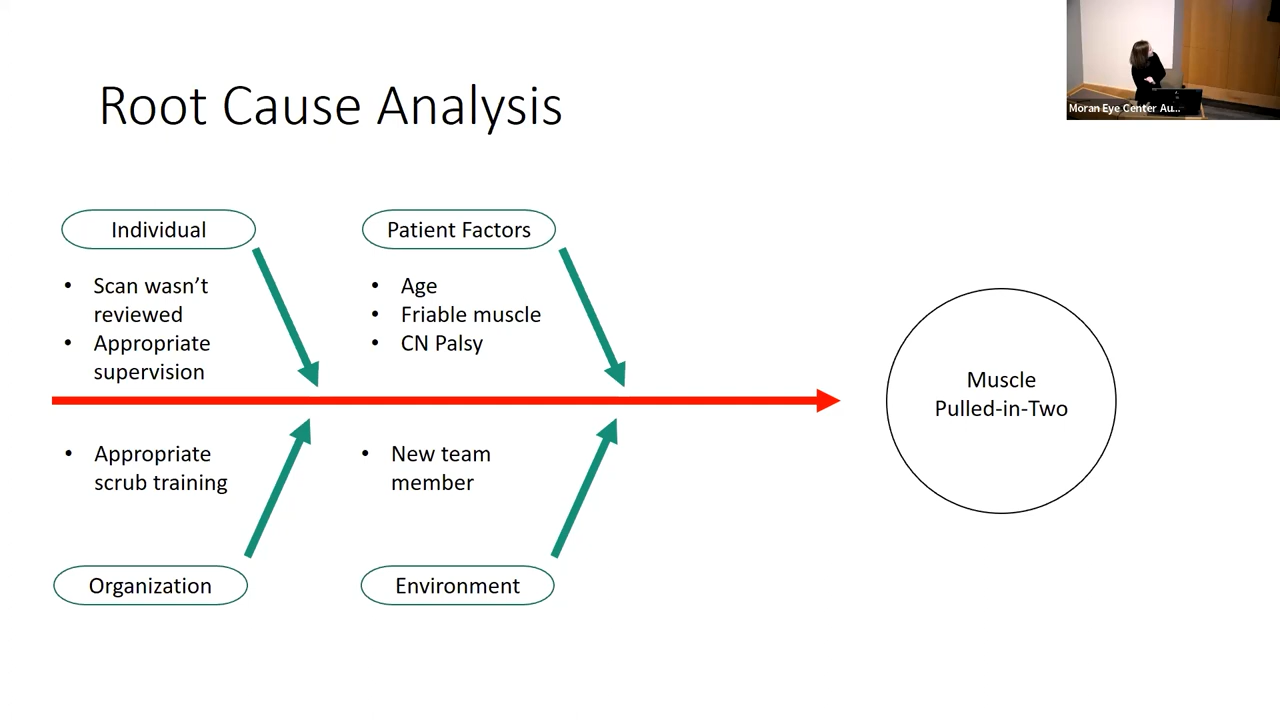 Root Cause Analysis
Moran Eye Center Au...
Individual
• Scan wasn't
reviewed
• Appropriate
supervision
Patient Factors
• Age
• Friable muscle
• CN Palsy
Muscle
Pulled-in-Two
• Appropriate
scrub training
Organization
• New team
member
Environment